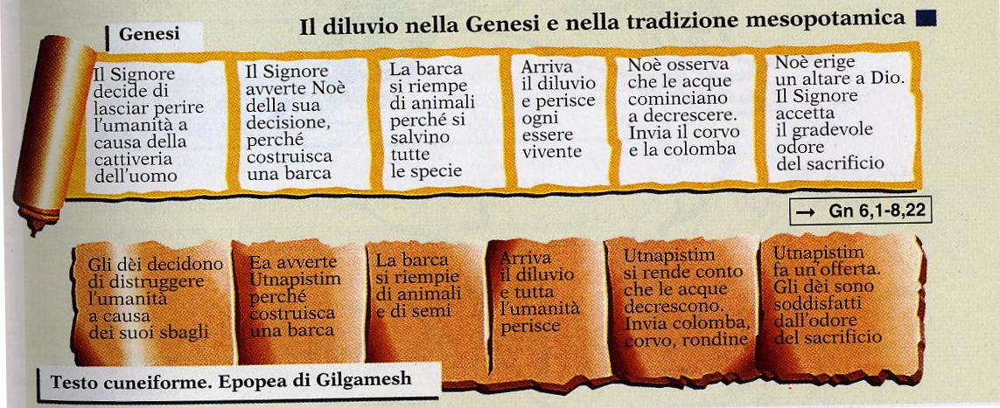 Il diluvio nella Genesi e nella tradizione mesopotamica
Genesi
Il Signore
decide di
lasciar perire
l'umanità a
causa della
cattiveria
dell'uomo
Il Signore
avverte Noè
della sua
decisione,
perché
costruisca
una barca
La barca
si riempe
di animali
perché si
salvino
tutte
le specie
Arriva
il diluvio
e perisce
ogni
essere
vivente
Noè osserva
che le acque
cominciano
a decrescere.
Invia il corvo
e la colomba
Noè erige
un altare a Dio.
Il Signore
accetta
il gradevole
odore
del sacrificio
→ Gn 6,1-8,22
Gli dèi decidono
di distruggere
l'umanità
a causa
dei suoi sbagli
Ea avverte
Utnapistim
perché
costruisca
una barca
La barca
si riempie
di animali
e di semi
Arriva
il diluvio
e tutta
l'umanità
perisce
Utnapistim
si rende conto
che le acque
decrescono.
Invia colomba,
corvo, rondine
Utnapistim
fa un'offerta.
Gli dèi sono
soddisfatti
dall'odore
del sacrificio
Testo cuneiforme. Epopea di Gilgamesh